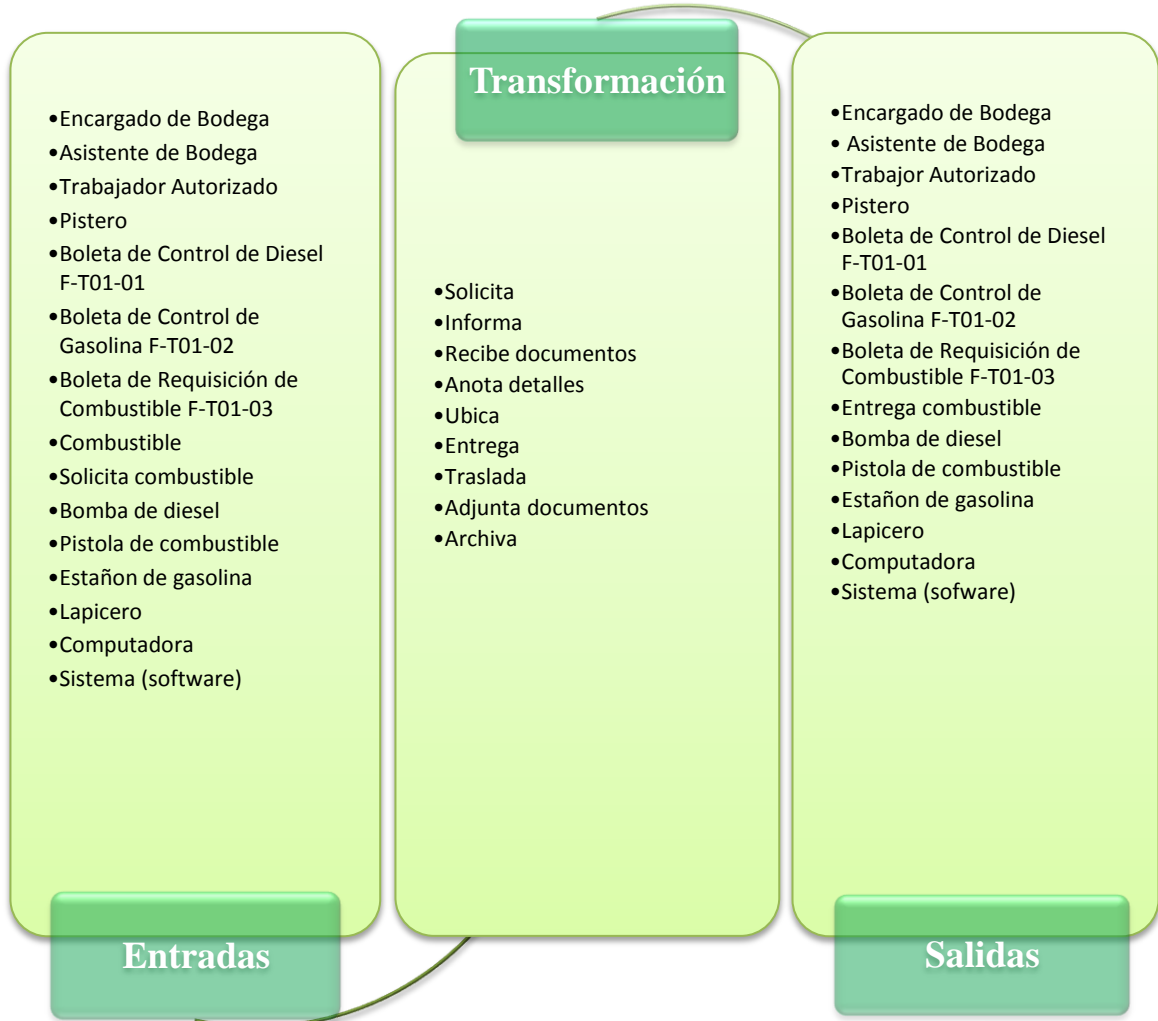 •Encargado de Bodega
•Asistente de Bodega
•Trabajador Autorizado
•Pistero
•Boleta de Control de Diesel
F-T01-01
•Boleta de Control de
Gasolina F-T01-02
•Boleta de Requisición de
Combustible F-T01-03
•Combustible
•Solicita combustible
•Bomba de diesel
•Pistola de combustible
•Estañon de gasolina
•Lapicero
•Computadora
•Sistema (software)
Entradas
Transformación
•Solicita
•Informa
•Recibe documentos
•Anota detalles
•Ubica
•Entrega
•Traslada
•Adjunta documentos
•Archiva
•Encargado de Bodega
• Asistente de Bodega
•Trabajor Autorizado
•Pistero
•Boleta de Control de Diesel
F-T01-01
•Boleta de Control de
Gasolina F-T01-02
•Boleta de Requisición de
Combustible F-T01-03
•Entrega combustible
•Bomba de diesel
•Pistola de combustible
•Estañon de gasolina
•Lapicero
•Computadora
•Sistema (sofware)
Salidas